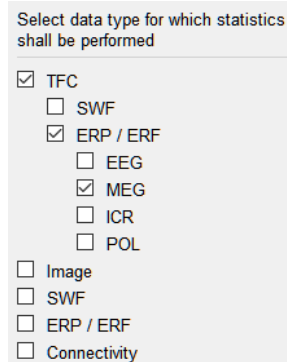 Select data type for which statistics
shall be performed
TFC
SWF
ERP / ERF
EEG
MEG
ICR
POL
Image
SWF
ERP / ERF
Connectivity